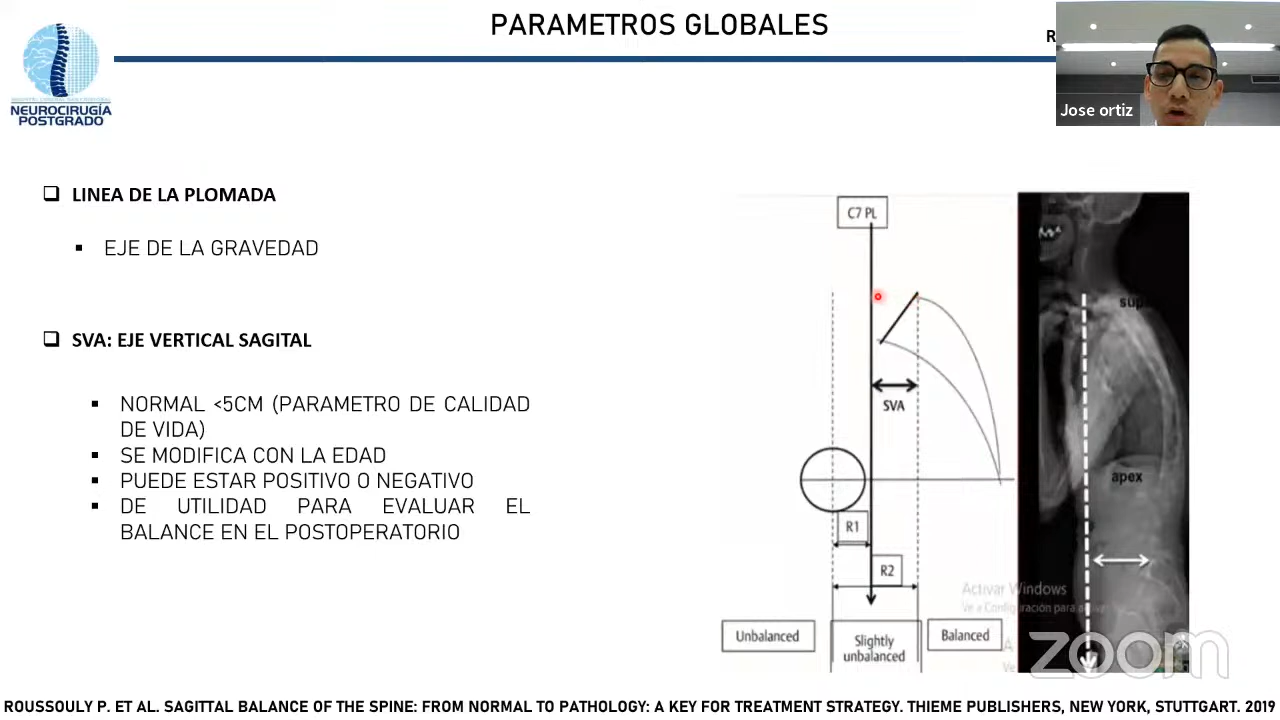 PARAMETROS GLOBALES
R
Jose ortiz
NEUROCIRUGÍA
POSTGRADO
LINEA DE LA PLOMADA
EJE DE LA GRAVEDAD
SVA: EJE VERTICAL SAGITAL
NORMAL <5CM (PARAMETRO DE CALIDAD
DE VIDA)
SE MODIFICA CON LA EDAD
PUEDE ESTAR POSITIVO O NEGATIVO
DE UTILIDAD PARA EVALUAR EL
BALANCE EN EL POSTOPERATORIO
C7 PL
SVA
R1
R2
Unbalanced
Slightly
unbalanced
Balanced
apex
Activar Windows
Ve a Configuración para
zoom
ROUSSOULY P. ET AL. SAGITTAL BALANCE OF THE SPINE: FROM NORMAL TO PATHOLOGY: A KEY FOR TREATMENT STRATEGY. THIEME PUBLISHERS, NEW YORK, STUTTGART. 2019